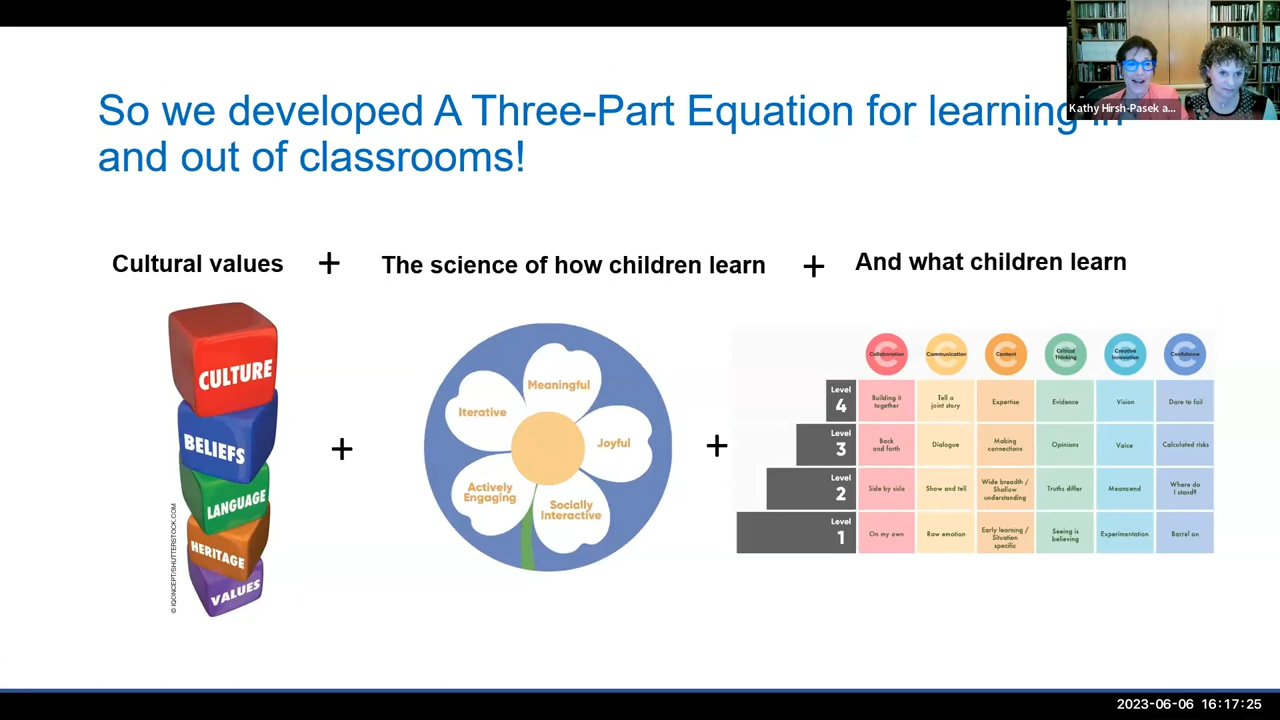 So we developed A Three-Part Equation for learning in
and out of classrooms!
Kathy Hirsh-Pasek a...
Cultural values + The science of how children learn + And what children learn
CULTURE
BELIEFS
LANGUAGE
HERITAGE
VALUES
© IQONCEPT/SHUTTERSTOCK.COM
+
Meaningful
Iterative
Joyful
Actively
Engaging
Socially
Interactive
+
Collaboration Communication Content Critical Thinking Creative Innovation Confidence
Level 4 Building it together Tell a joint story Expertise Evidence Vision Dare to fail
Level 3 Back and forth Dialogue Making connections Opinions Voice Calculated risks
Level 2 Side by side Show and tell Wide breadth / Shallow understanding Truths differ Meansend Where do I stand?
Level 1 On my own Raw emotion Early learning / Situation specific Seeing is believing Experimentation Barrel on
2023-06-06 16:17:25